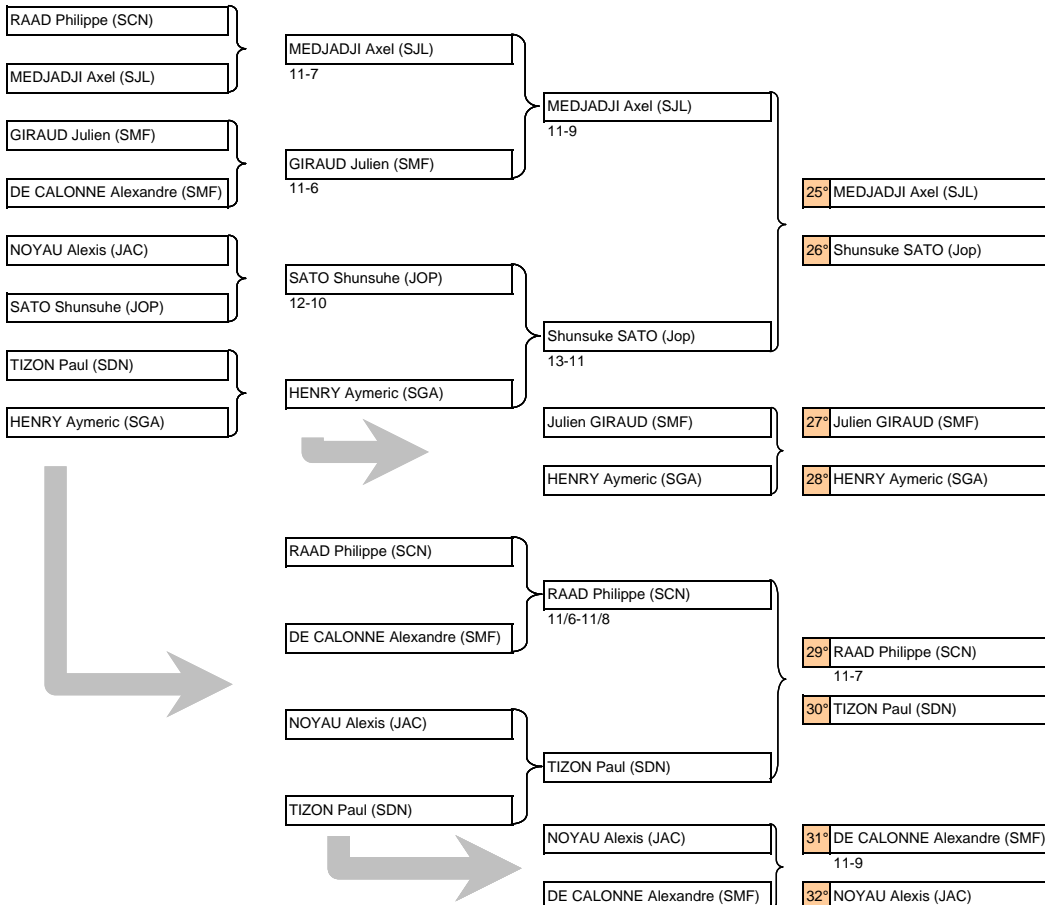 RAAD Philippe (SCN)
MEDJADJI Axel (SJL)
GIRAUD Julien (SMF)
DE CALONNE Alexandre (SMF)
NOYAU Alexis (JAC)
SATO Shunsuhe (JOP)
TIZON Paul (SDN)
HENRY Aymeric (SGA)
MEDJADJI Axel (SJL)
11-7
GIRAUD Julien (SMF)
11-6
SATO Shunsuhe (JOP)
12-10
HENRY Aymeric (SGA)
MEDJADJI Axel (SJL)
11-9
Shunsuke SATO (Jop)
13-11
Julien GIRAUD (SMF)
HENRY Aymeric (SGA)
25° MEDJADJI Axel (SJL)
26° Shunsuke SATO (Jop)
27° Julien GIRAUD (SMF)
28° HENRY Aymeric (SGA)
RAAD Philippe (SCN)
DE CALONNE Alexandre (SMF)
NOYAU Alexis (JAC)
TIZON Paul (SDN)
RAAD Philippe (SCN)
11/6-11/8
TIZON Paul (SDN)
NOYAU Alexis (JAC)
DE CALONNE Alexandre (SMF)
29° RAAD Philippe (SCN)
11-7
30° TIZON Paul (SDN)
31° DE CALONNE Alexandre (SMF)
11-9
32° NOYAU Alexis (JAC)